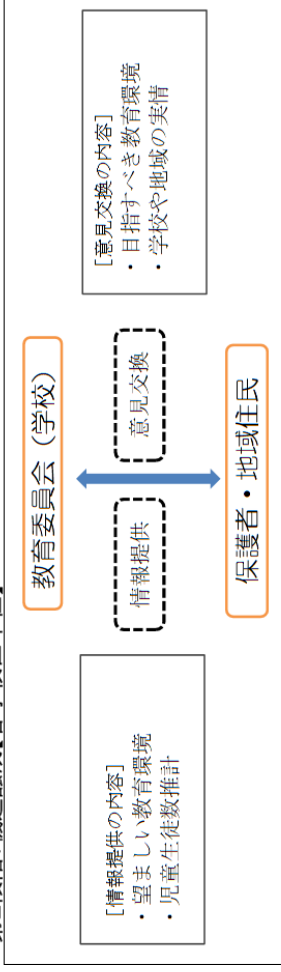 教育委員会（学校）
[情報提供の内容]
・望ましい教育環境
・児童生徒数推計
情報提供
意見交換
[意見交換の内容]
・目指すべき教育環境
・学校や地域の実情
保護者・地域住民